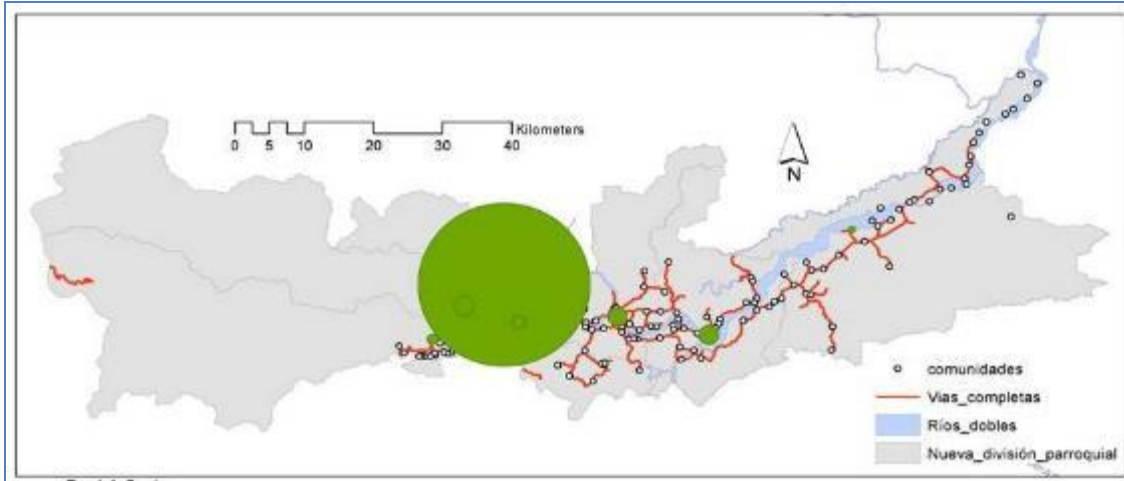 Kilometers
0 5 10 20 30 40
N
comunidades
Vias_completas
Ríos_dobles
Nueva_división_parroquial